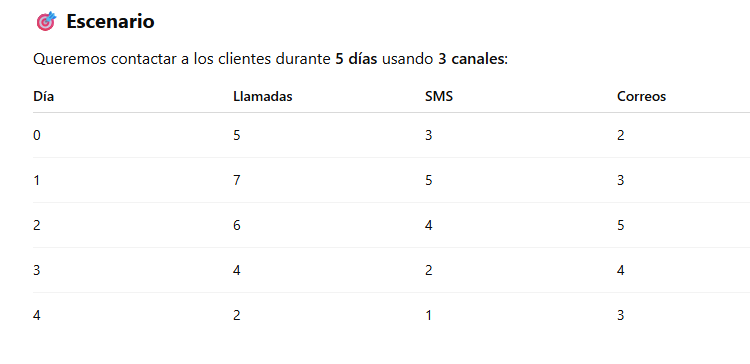 🎯 Escenario
Queremos contactar a los clientes durante 5 días usando 3 canales:
Día Llamadas SMS Correos
0 5 3 2
1 7 5 3
2 6 4 5
3 4 2 4
4 2 1 3